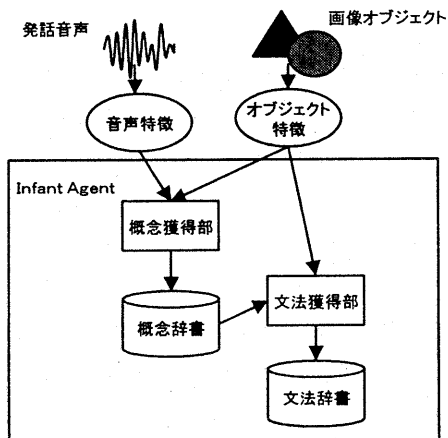 発話音声
画像オブジェクト
音声特徴
オブジェクト
特徴
Infant Agent
概念獲得部
文法獲得部
概念辞書
文法辞書